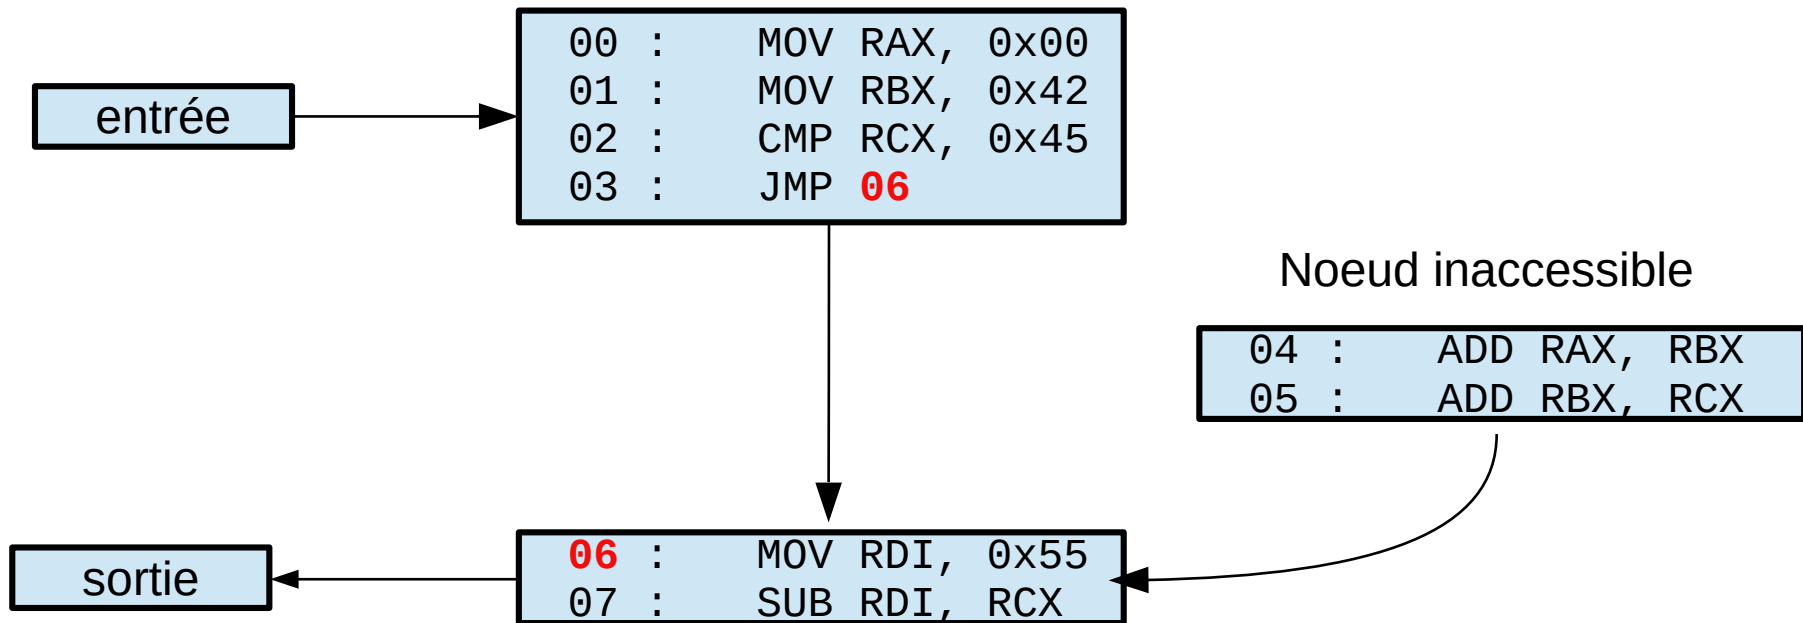 entrée
00 : MOV RAX, 0x00
01 : MOV RBX, 0x42
02 : CMP RCX, 0x45
03 : JMP 06
Noeud inaccessible
04 : ADD RAX, RBX
05 : ADD RBX, RCX
sortie
06 : MOV RDI, 0x55
07 : SUB RDI, RCX